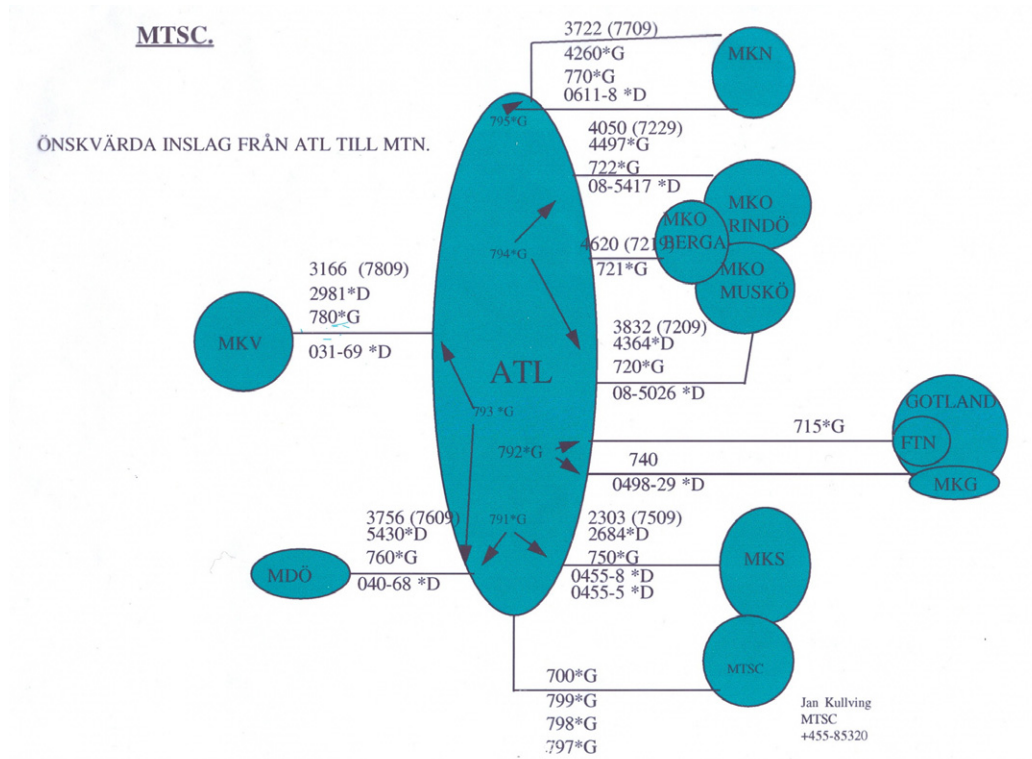 MTSC.
ÖNSKVÄRDA INSLAG FRÅN ATL TILL MTN.
3722 (7709)
4260*G
770*G
0611-8 *D
MKN
795*G
4050 (7229)
4497*G
722*G
08-5417 *D
MKO
RINDÖ
MKO
BERGA
MKO
MUSKÖ
794*G
4620 (7219)
721*G
3166 (7809)
2981*D
780*G
031-69 *D
MKV
3832 (7209)
4364*D
720*G
08-5026 *D
ATL
793 *G
792*G
715*G
GOTLAND
FTN
740
0498-29 *D
MKG
3756 (7609)
5430*D
760*G
040-68 *D
MDÖ
791*G
2303 (7509)
2684*D
750*G
0455-8 *D
0455-5 *D
MKS
MTSC
700*G
799*G
798*G
797*G
Jan Kullving
MTSC
+455-85320